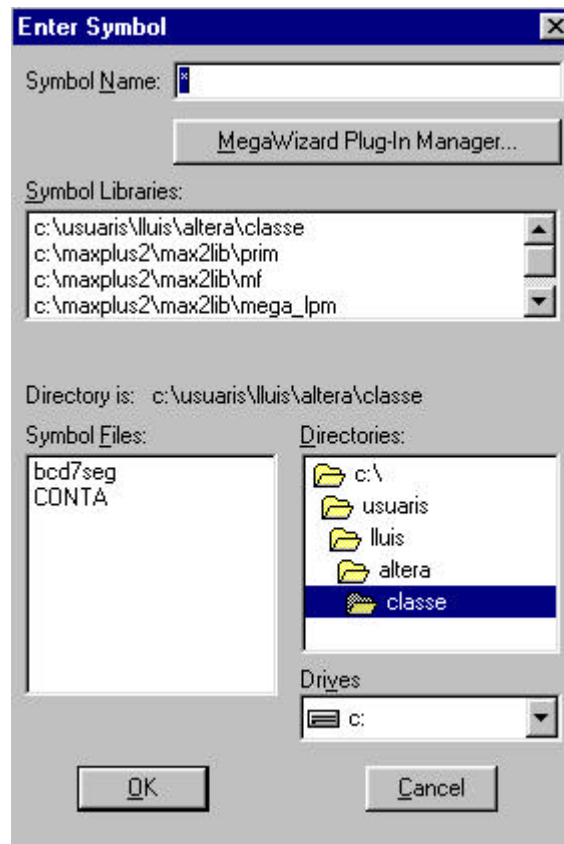 Enter Symbol
Symbol Name: *
MegaWizard Plug-In Manager...
Symbol Libraries:
c:\usuaris\lluis\altera\classe
c:\maxplus2\max2lib\prim
c:\maxplus2\max2lib\mf
c:\maxplus2\max2lib\mega_lpm
Directory is: c:\usuaris\lluis\altera\classe
Symbol Files:
bcd7seg
CONTA
Directories:
c:\
usuaris
lluis
altera
classe
Drives
c:
OK
Cancel